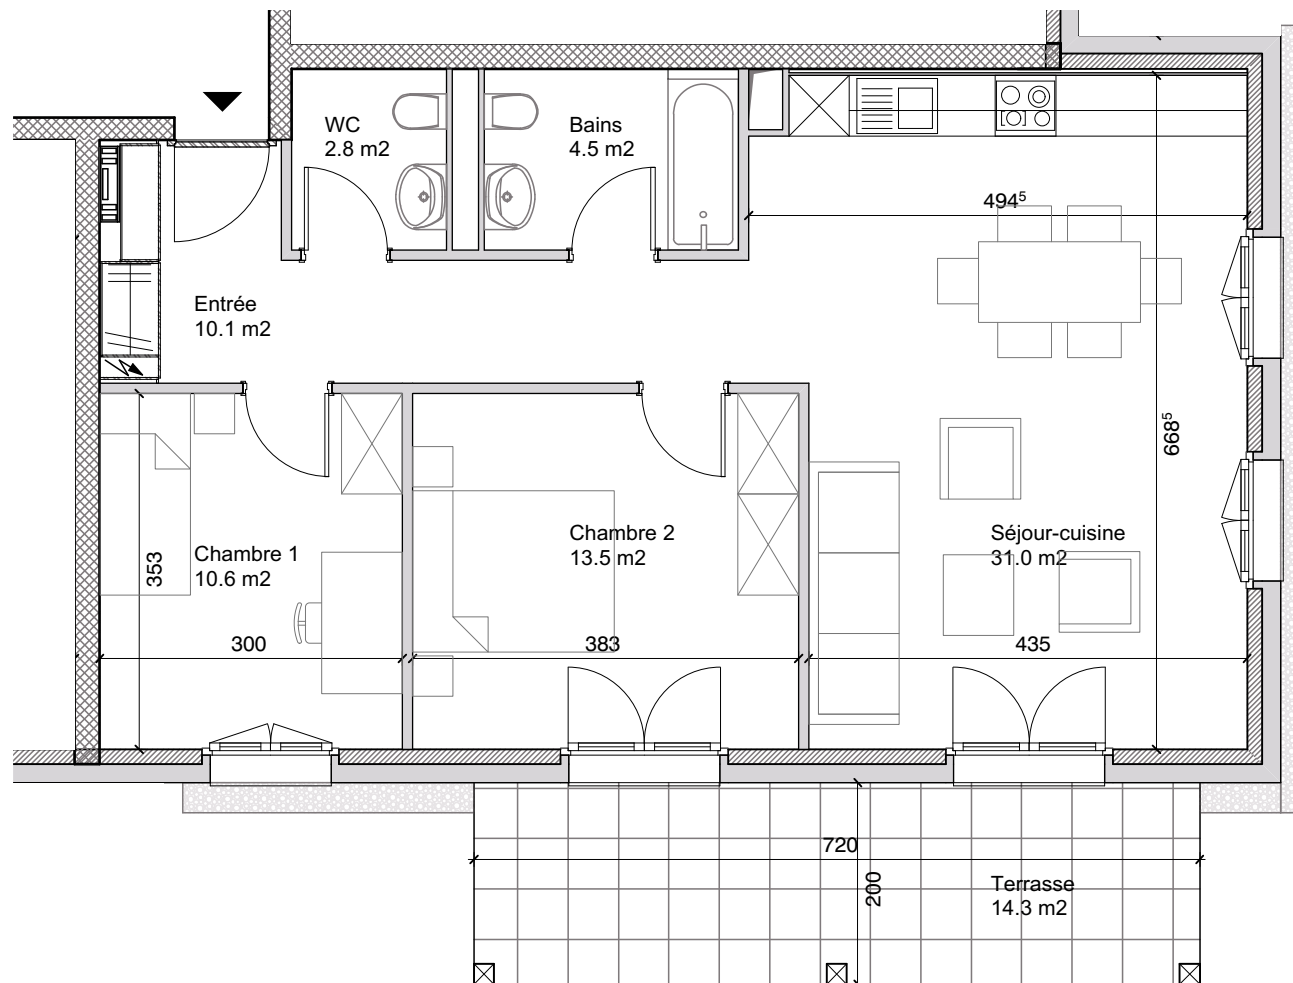 WC
2.8 m2
Bains
4.5 m2
494⁵
Entrée
10.1 m2
668⁵
Chambre 1
10.6 m2
353
Chambre 2
13.5 m2
Séjour-cuisine
31.0 m2
300
383
435
720
200
Terrasse
14.3 m2